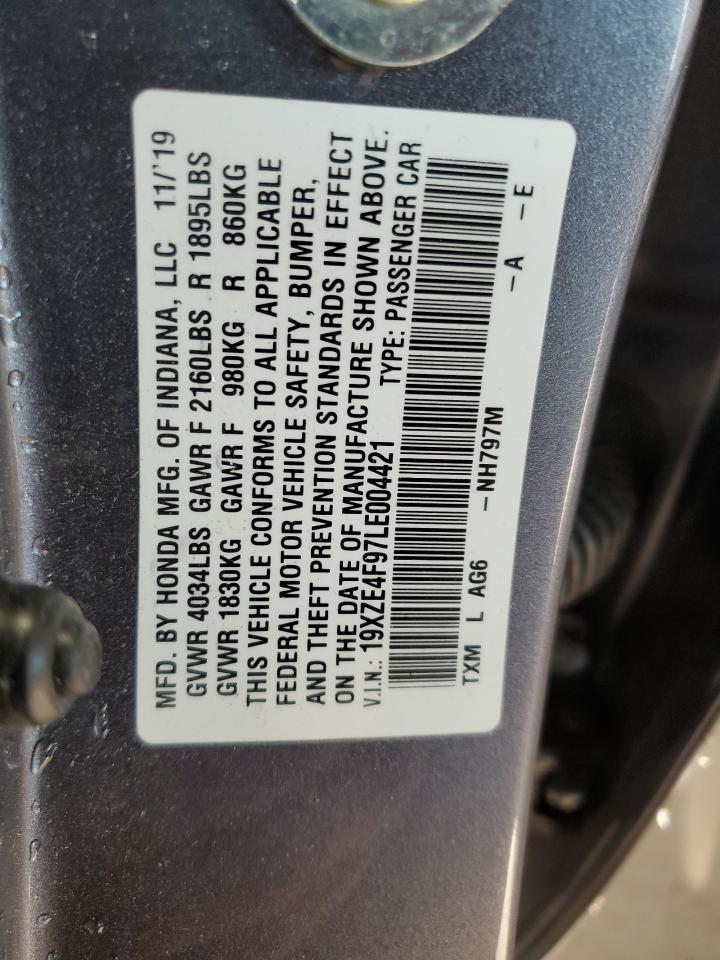 MFD. BY HONDA MFG. OF INDIANA, LLC 11/'19
GVWR 4034LBS GAWR F 2160LBS R 1895LBS
GVWR 1830KG GAWR F 980KG R 860KG
THIS VEHICLE CONFORMS TO ALL APPLICABLE
FEDERAL MOTOR VEHICLE SAFETY, BUMPER,
AND THEFT PREVENTION STANDARDS IN EFFECT
ON THE DATE OF MANUFACTURE SHOWN ABOVE.
V.I.N.: 19XZE4F97LE004421 TYPE: PASSENGER CAR
TXM L AG6 -NH797M -A -E